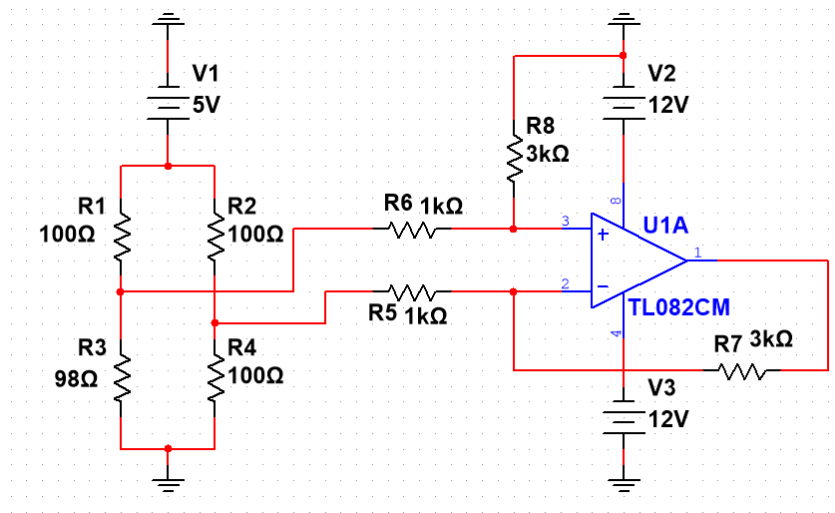 V1
5V
V2
12V
R8
3kΩ
R1
100Ω
R2
100Ω
R6 1kΩ
8
3
+
U1A
1
2
−
R5 1kΩ
TL082CM
4
R3
98Ω
R4
100Ω
R7 3kΩ
V3
12V